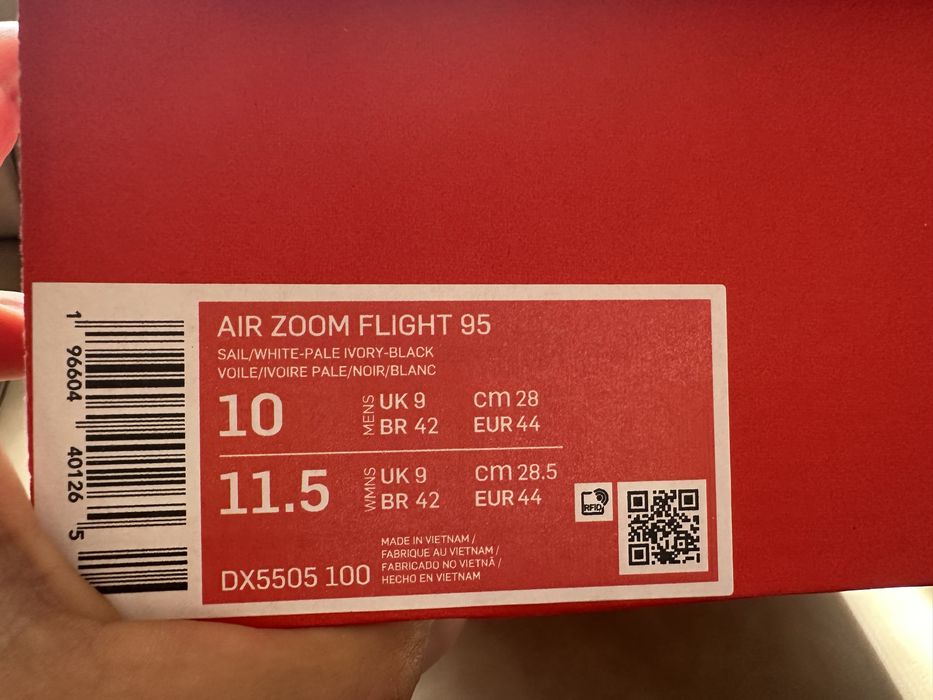 1 96604 40126 5
AIR ZOOM FLIGHT 95
SAIL/WHITE-PALE IVORY-BLACK
VOILE/IVOIRE PALE/NOIR/BLANC
10 MENS UK 9 cm 28
BR 42 EUR 44
11.5 WMNS UK 9 cm 28.5
BR 42 EUR 44
RFID
DX5505 100
MADE IN VIETNAM /
FABRIQUE AU VIETNAM /
FABRICADO NO VIETNÃ /
HECHO EN VIETNAM